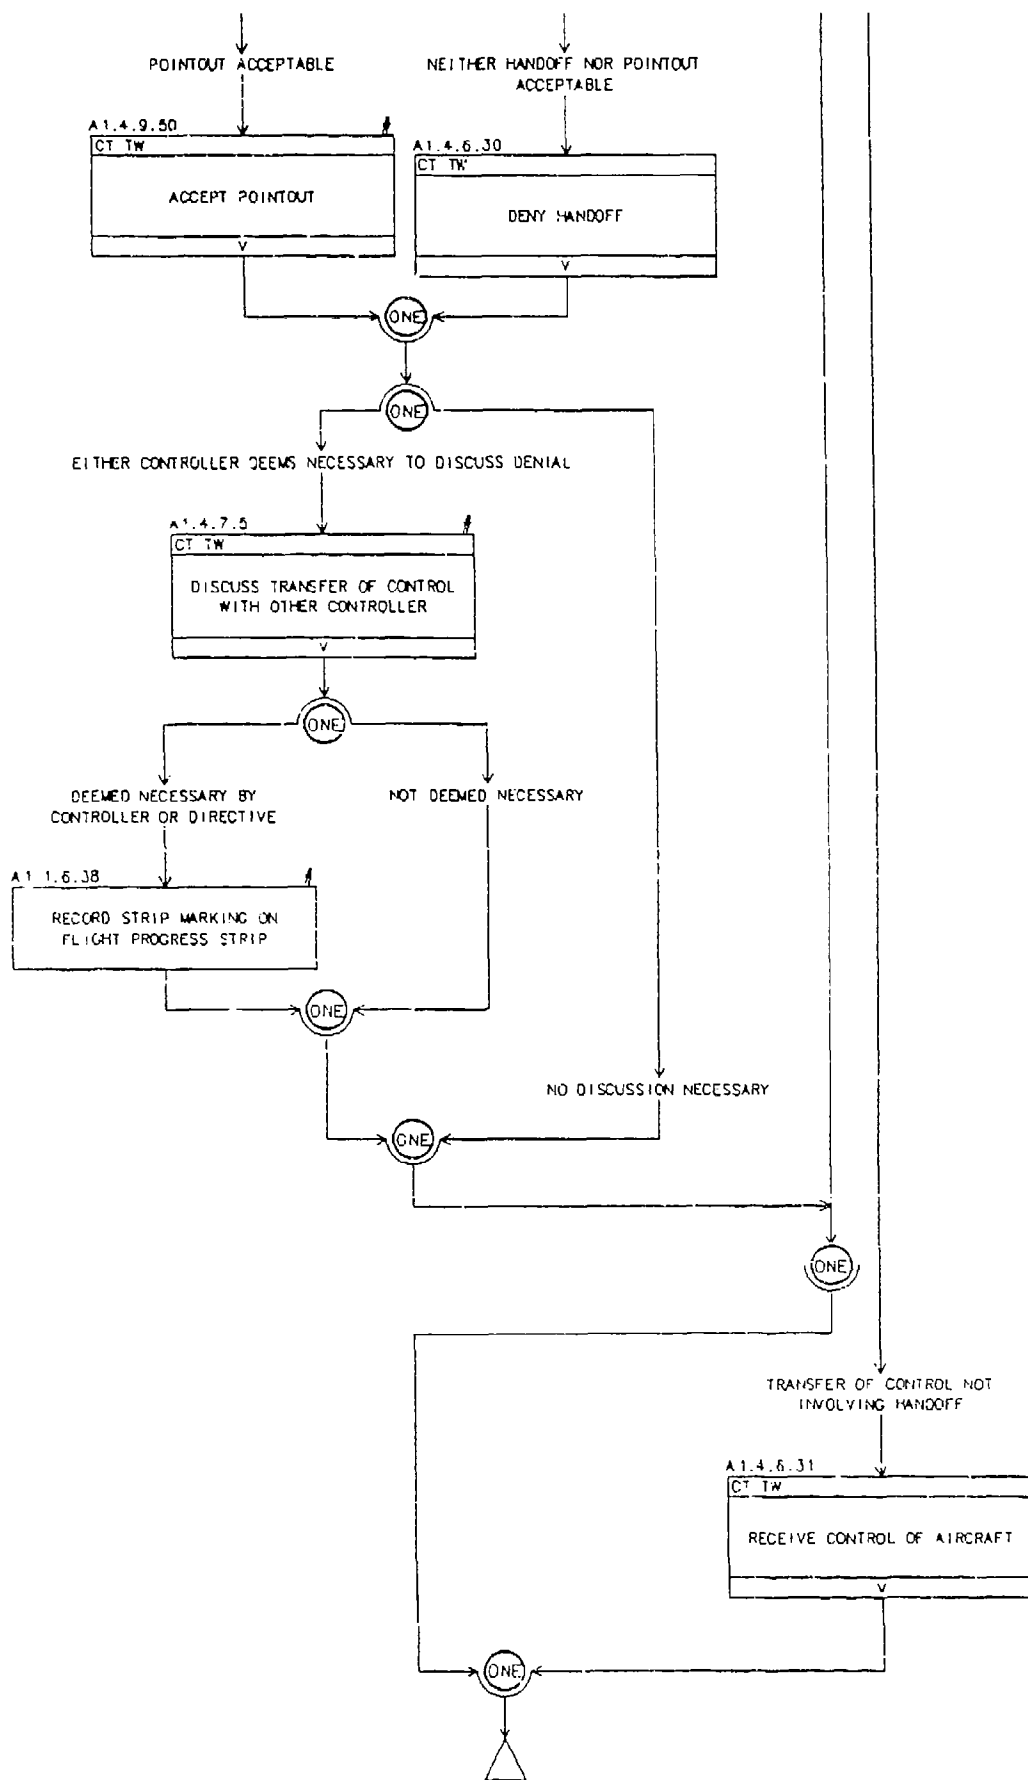 POINTOUT ACCEPTABLE
NEITHER HANDOFF NOR POINTOUT
ACCEPTABLE
A1.4.9.50
CT TW
ACCEPT POINTOUT
V
A1.4.6.30
CT TW
DENY HANDOFF
V
ONE
ONE
EITHER CONTROLLER DEEMS NECESSARY TO DISCUSS DENIAL
A1.4.7.5
CT TW
DISCUSS TRANSFER OF CONTROL
WITH OTHER CONTROLLER
V
ONE
DEEMED NECESSARY BY
CONTROLLER OR DIRECTIVE
NOT DEEMED NECESSARY
A1.1.6.38
RECORD STRIP MARKING ON
FLIGHT PROGRESS STRIP
ONE
NO DISCUSSION NECESSARY
ONE
ONE
TRANSFER OF CONTROL NOT
INVOLVING HANDOFF
A1.4.6.31
CT TW
RECEIVE CONTROL OF AIRCRAFT
V
ONE